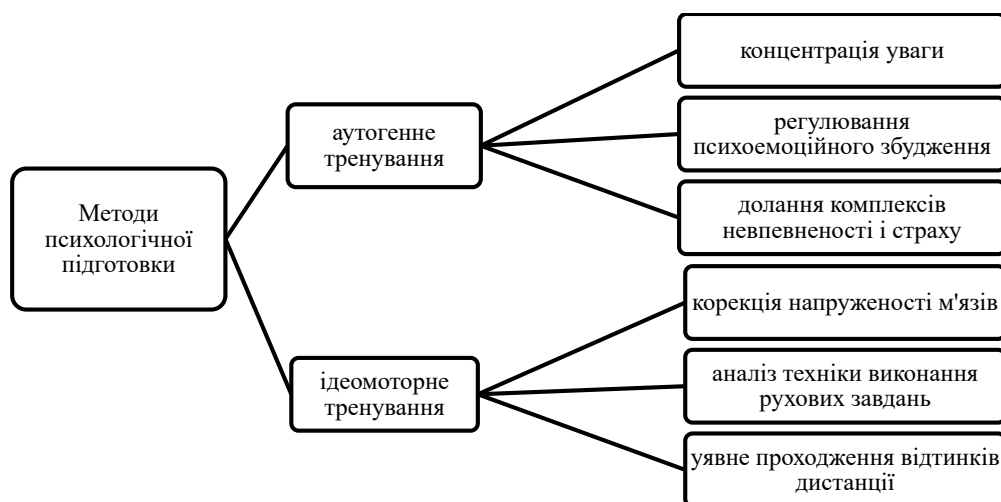 Методи
психологічної
підготовки
аутогенне
тренування
концентрація уваги
регулювання
психоемоційного збудження
долання комплексів
невпевненості і страху
ідеомоторне
тренування
корекція напруженості м'язів
аналіз техніки виконання
рухових завдань
уявне проходження відтинків
дистанції